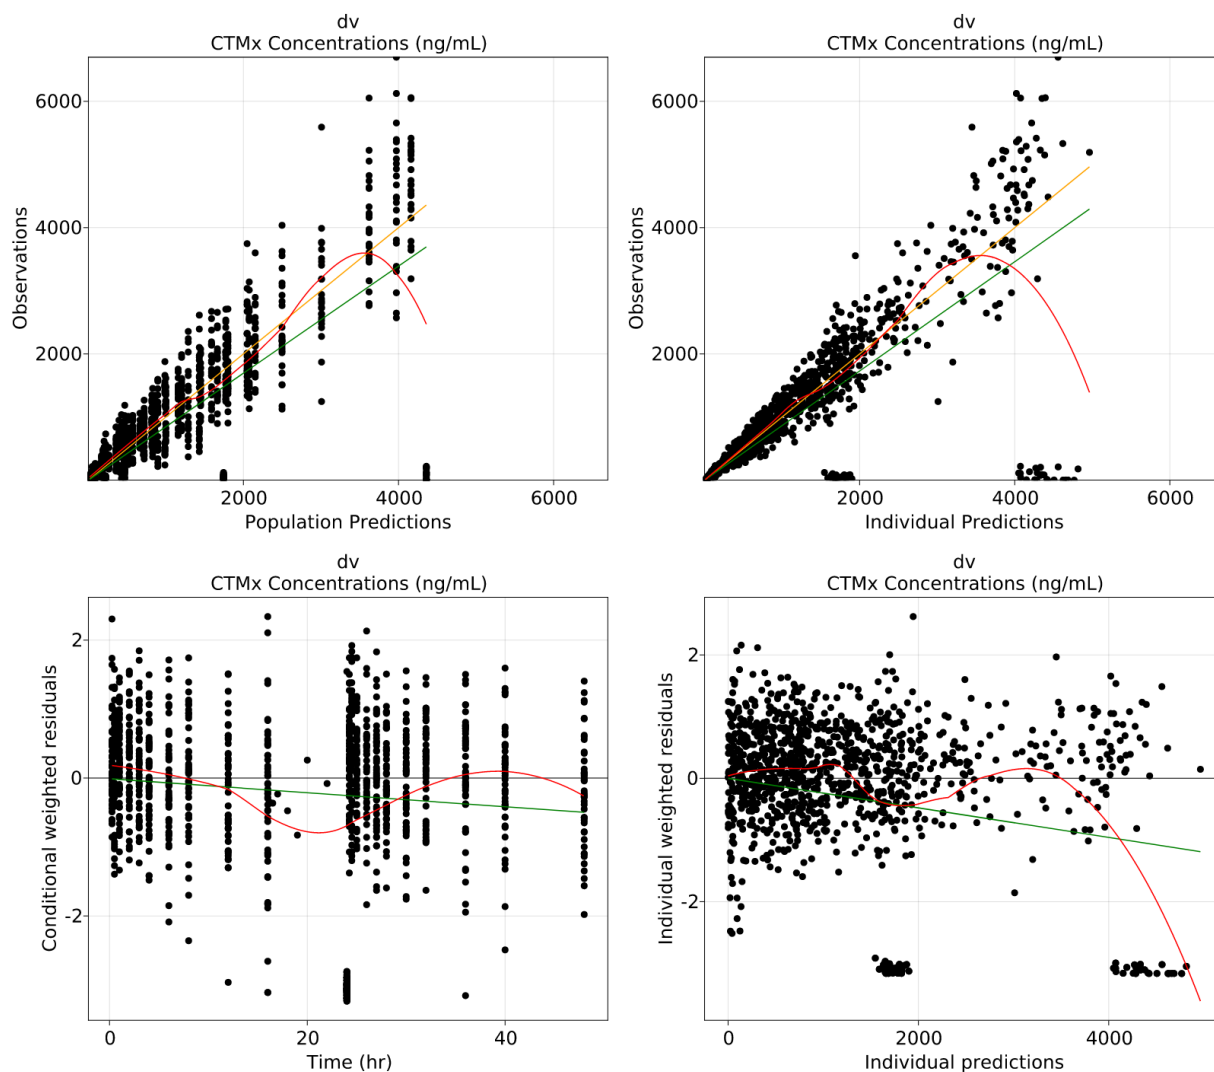 dv
CTMx Concentrations (ng/mL)
Observations
6000
4000
2000
2000
4000
6000
Population Predictions
dv
CTMx Concentrations (ng/mL)
Observations
6000
4000
2000
2000
4000
6000
Individual Predictions
dv
CTMx Concentrations (ng/mL)
Conditional weighted residuals
2
0
-2
0
20
40
Time (hr)
dv
CTMx Concentrations (ng/mL)
Individual weighted residuals
2
0
-2
0
2000
4000
Individual predictions